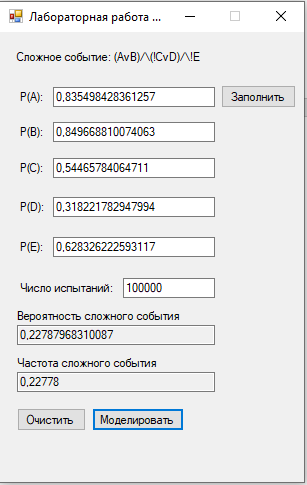 Лабораторная работа ...
Сложное событие: (AvB)/\(!CvD)/\!E
P(A): 0,835498428361257 Заполнить
P(B): 0,849668810074063
P(C): 0,54465784064711
P(D): 0,318221782947994
P(E): 0,628326222593117
Число испытаний: 100000
Вероятность сложного события
0,22787968310087
Частота сложного события
0,22778
Очистить Моделировать